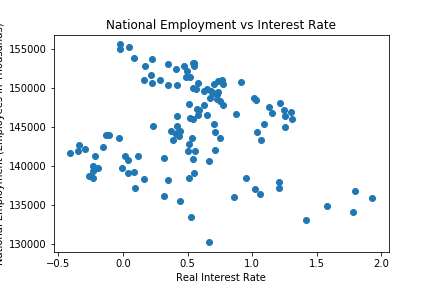 National Employment vs Interest Rate
National Employment (Employees in Thousands)
155000
150000
145000
140000
135000
130000
−0.5 0.0 0.5 1.0 1.5 2.0
Real Interest Rate